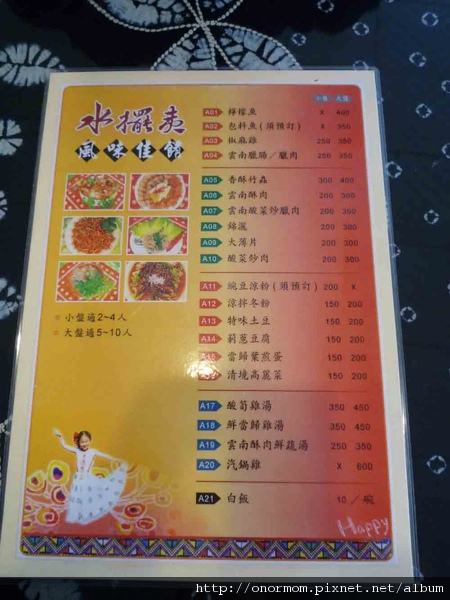 水擺夷
風味佳餚
小盤 大盤
A01 檸檬魚 X 400
A02 包料魚(須預訂) X 350
A03 椒麻雞 250 350
A04 雲南臘腸/臘肉 250 350
A05 香酥竹蟲 300 400
A06 雲南酥肉 200 300
A07 雲南酸菜炒臘肉 200 350
A08 錦灑 200 300
A09 大薄片 200 300
A10 酸菜炒肉 200 300
A11 豌豆涼粉(須預訂) 200 X
A12 涼拌冬粉 150 200
A13 特味土豆 150 200
A14 蔥豆腐 150 200
當歸葉煎蛋 150 200
清境高麗菜 150 200
A17 酸筍雞湯 350 450
A18 鮮當歸雞湯 350 450
A19 雲南酥肉鮮蔬湯 250 350
A20 汽鍋雞 X 600
A21 白飯 10/碗
小盤適2~4人
大盤適5~10人
Happy
http://onormom.pixnet.net/album